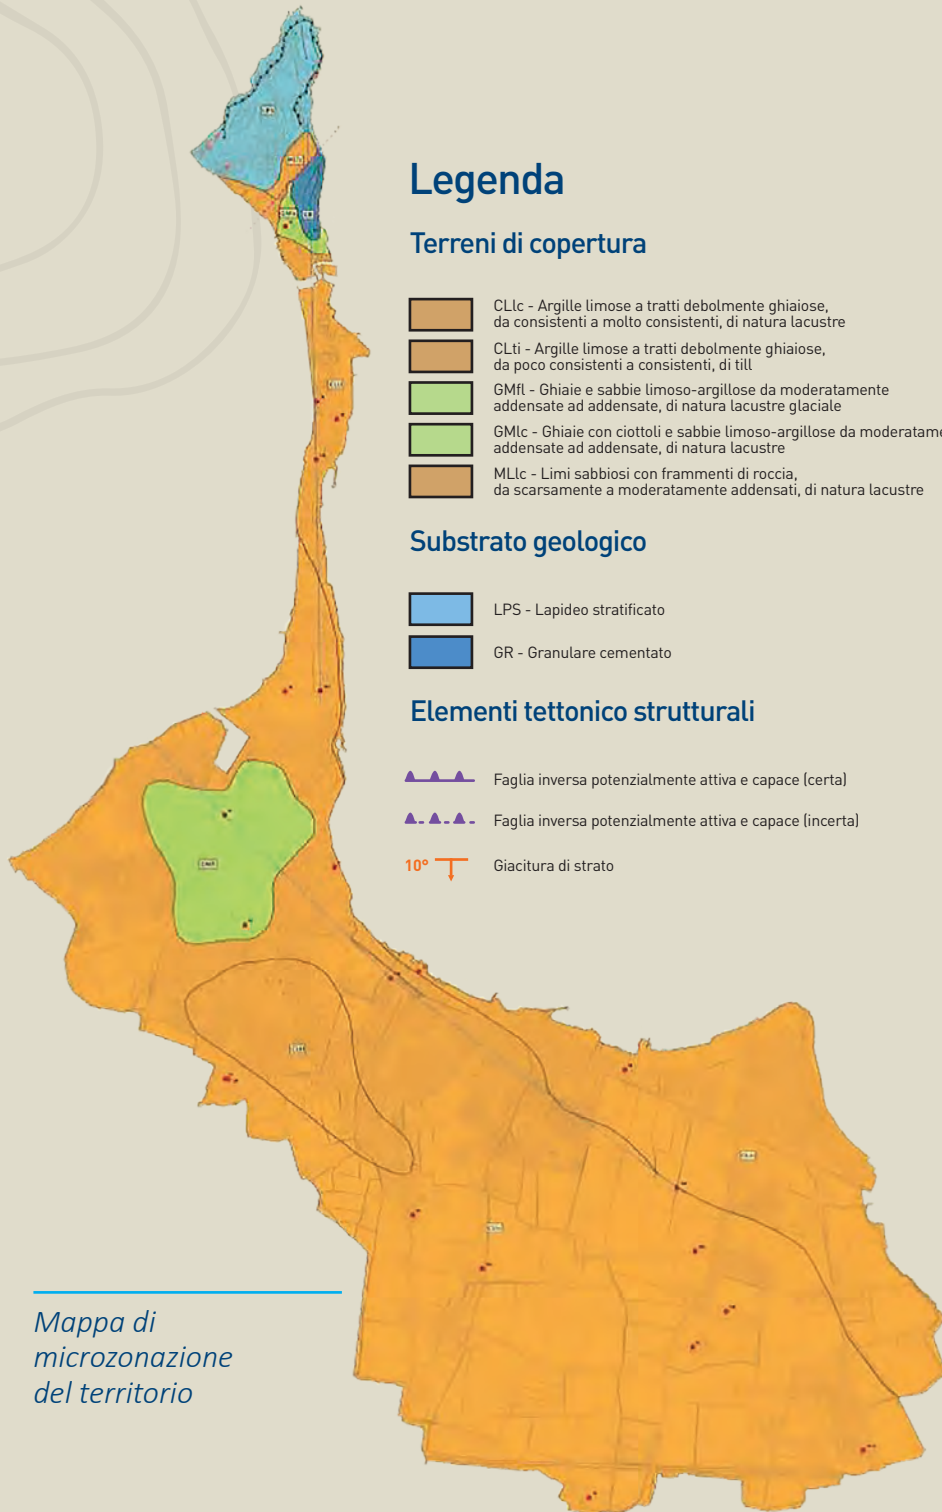 Legenda
Terreni di copertura
CLlc - Argille limose a tratti debolmente ghiaiose,
da consistenti a molto consistenti, di natura lacustre
CLti - Argille limose a tratti debolmente ghiaiose,
da poco consistenti a consistenti, di till
GMfl - Ghiaie e sabbie limoso-argillose da moderatamente
addensate ad addensate, di natura lacustre glaciale
GMlc - Ghiaie con ciottoli e sabbie limoso-argillose da moderatame
addensate ad addensate, di natura lacustre
MLlc - Limi sabbiosi con frammenti di roccia,
da scarsamente a moderatamente addensati, di natura lacustre
Substrato geologico
LPS - Lapideo stratificato
GR - Granulare cementato
Elementi tettonico strutturali
Faglia inversa potenzialmente attiva e capace (certa)
Faglia inversa potenzialmente attiva e capace (incerta)
10° Giacitura di strato
Mappa di
microzonazione
del territorio